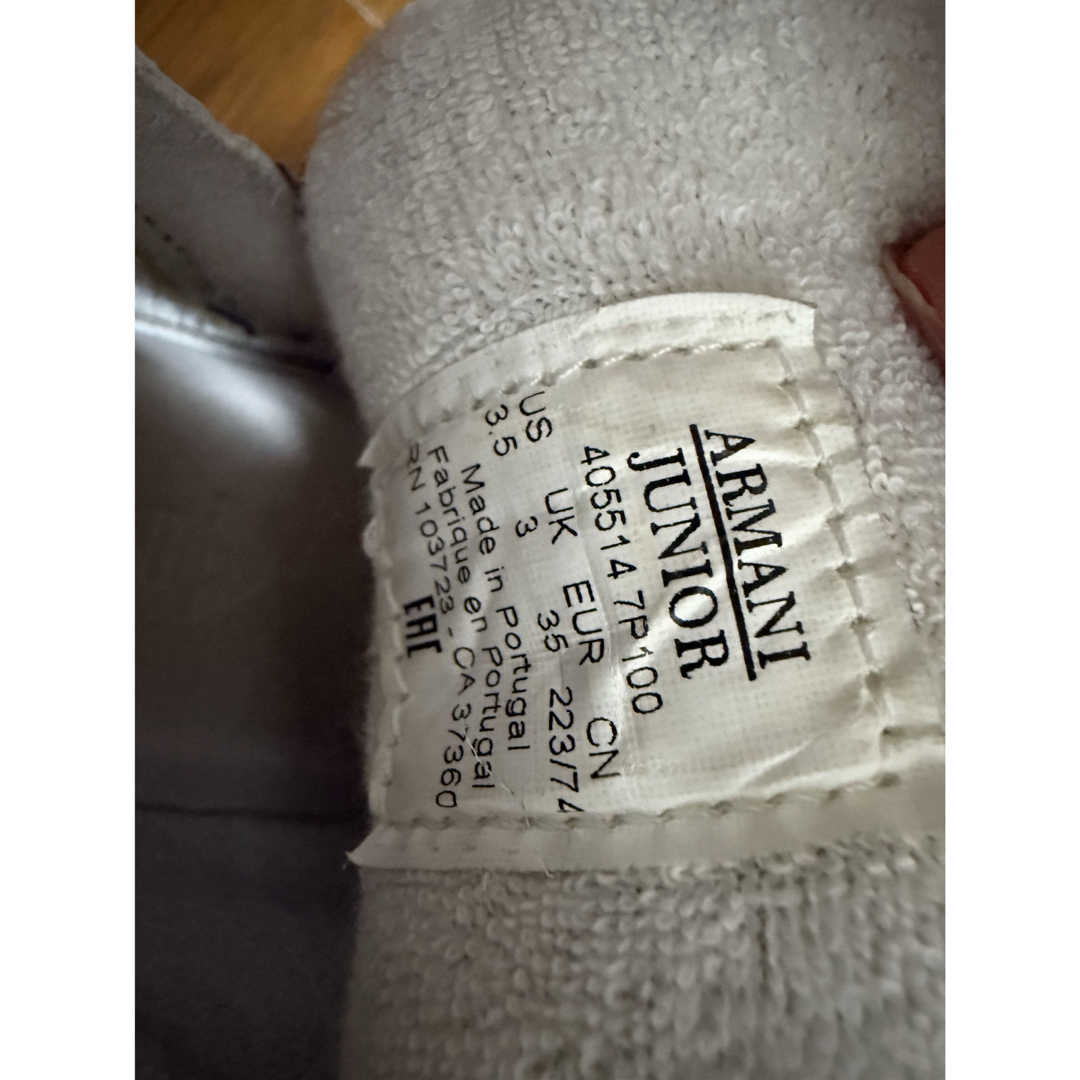 ARMANI
JUNIOR
405514 7P100
US UK EUR CN
3.5 3 35 223/74
Made in Portugal
Fabrique en Portugal
RN 103723 - CA 37360
EAC